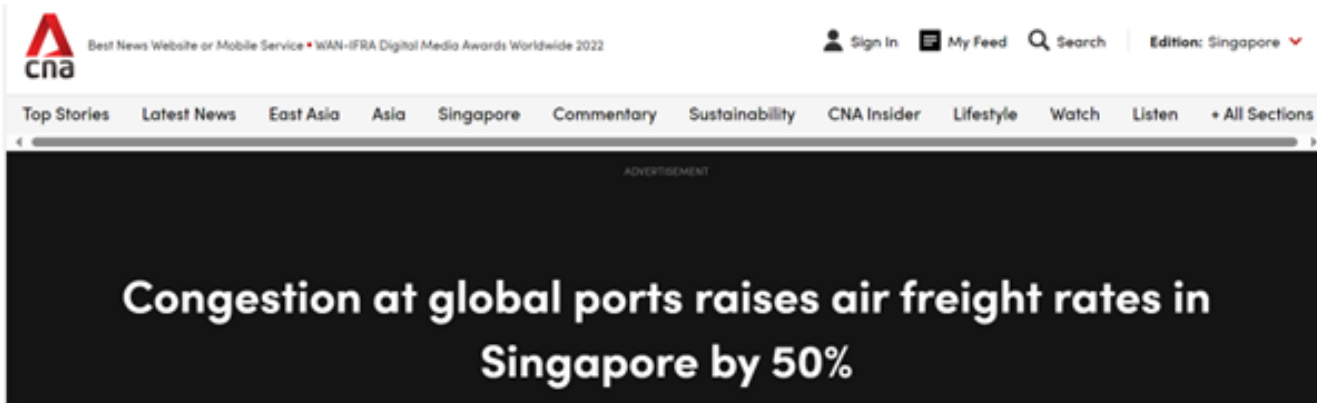 cna
Best News Website or Mobile Service • WAN-IFRA Digital Media Awards Worldwide 2022
Sign In My Feed Search Edition: Singapore
Top Stories Latest News East Asia Asia Singapore Commentary Sustainability CNA Insider Lifestyle Watch Listen + All Sections
ADVERTISEMENT
Congestion at global ports raises air freight rates in
Singapore by 50%